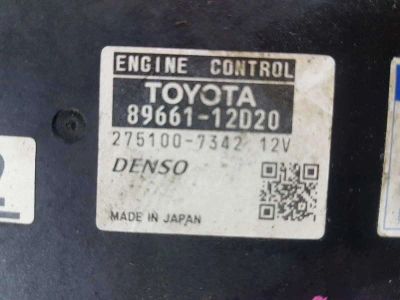 ENGINE CONTROL
TOYOTA
89661-12D20
275100-7342 12V
DENSO
MADE IN JAPAN